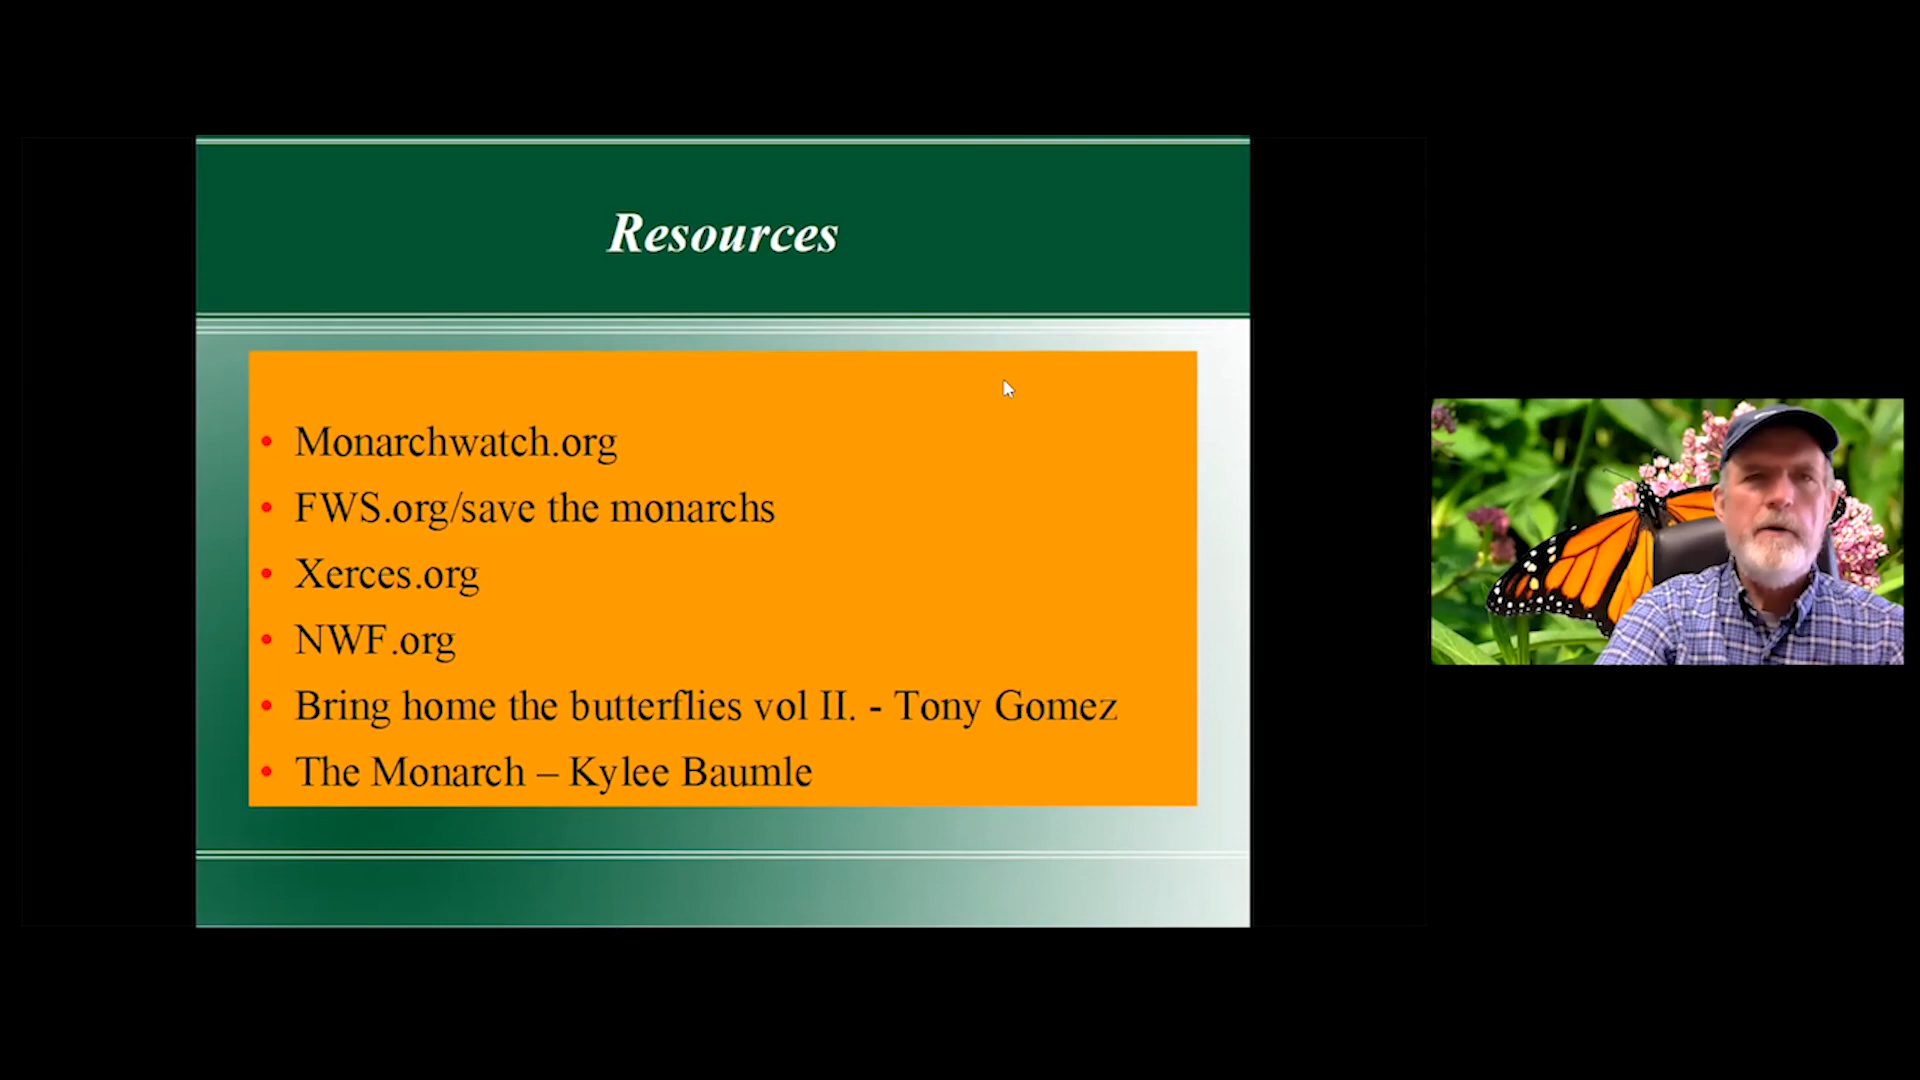 Resources
Monarchwatch.org
FWS.org/save the monarchs
Xerces.org
NWF.org
Bring home the butterflies vol II. - Tony Gomez
The Monarch – Kylee Baumle